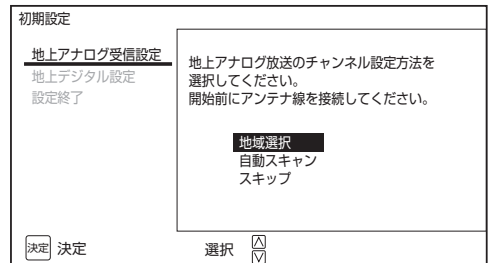 初期設定
地上アナログ受信設定
地上デジタル設定
設定終了
地上アナログ放送のチャンネル設定方法を
選択してください。
開始前にアンテナ線を接続してください。
地域選択
自動スキャン
スキップ
決定 決定
選択